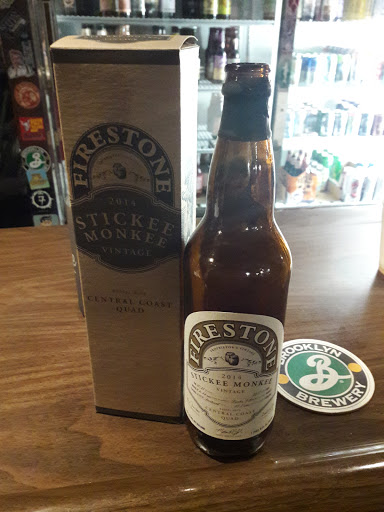 FIRESTONE
2014
STICKEE
MONKEE
VINTAGE
CENTRAL COAST
QUAD
FIRESTONE
2014
STICKEE MONKEE
VINTAGE
CENTRAL COAST
QUAD
BROOKLYN
B
BREWERY